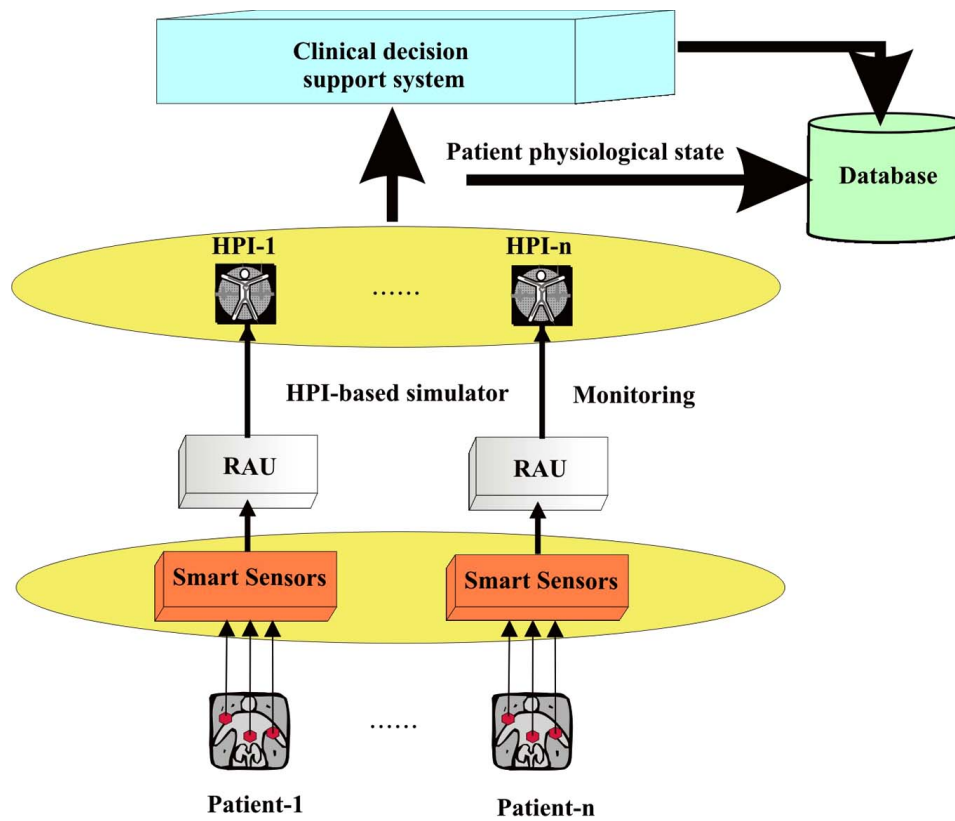 Clinical decision
support system
Patient physiological state
Database
HPI-1
HPI-n
......
HPI-based simulator
Monitoring
RAU
RAU
Smart Sensors
Smart Sensors
......
Patient-1
Patient-n